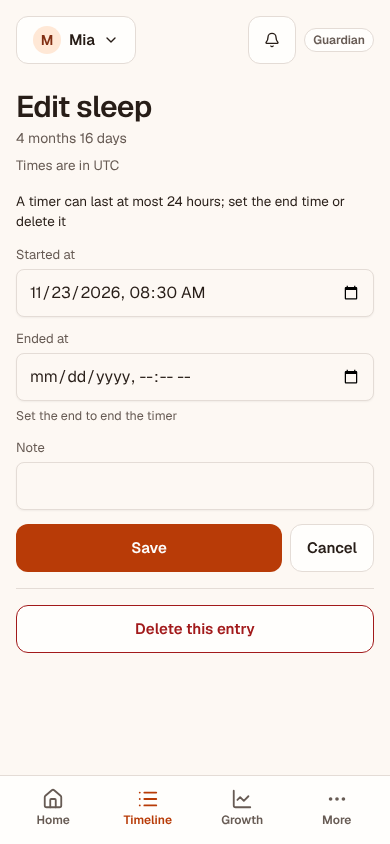 M Mia Guardian
Edit sleep
4 months 16 days
Times are in UTC
A timer can last at most 24 hours; set the end time or
delete it
Started at
11/23/2026, 08:30 AM
Ended at
mm/dd/yyyy, --:-- --
Set the end to end the timer
Note
Save Cancel
Delete this entry
Home Timeline Growth More